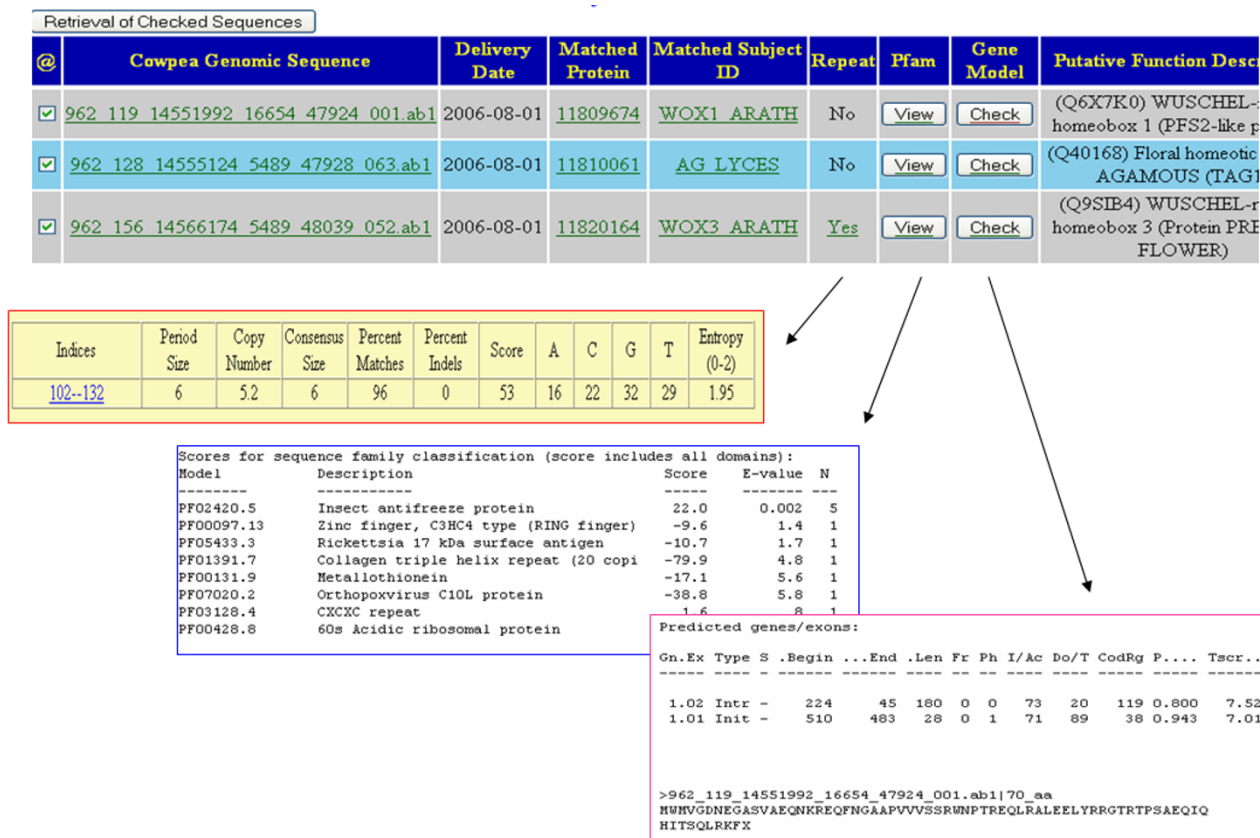 Retrieval of Checked Sequences
@ Cowpea Genomic Sequence Delivery Date Matched Protein Matched Subject ID Repeat Pfam Gene Model Putative Function Descr
962_119_14551992_16654_47924_001.ab1 2006-08-01 11809674 WOX1_ARATH No View Check (Q6X7K0) WUSCHEL-
homeobox 1 (PFS2-like p
962_128_14555124_5489_47928_063.ab1 2006-08-01 11810061 AG_LYCES No View Check (Q40168) Floral homeotic
AGAMOUS (TAG1
962_156_14566174_5489_48039_052.ab1 2006-08-01 11820164 WOX3_ARATH Yes View Check (Q9SIB4) WUSCHEL-r
homeobox 3 (Protein PRE
FLOWER)
Indices Period Size Copy Number Consensus Size Percent Matches Percent Indels Score A C G T Entropy (0-2)
102--132 6 5.2 6 96 0 53 16 22 32 29 1.95
Scores for sequence family classification (score includes all domains):
Model Description Score E-value N
-------- ----------- ----- ------- ---
PF02420.5 Insect antifreeze protein 22.0 0.002 5
PF00097.13 Zinc finger, C3HC4 type (RING finger) -9.6 1.4 1
PF05433.3 Rickettsia 17 kDa surface antigen -10.7 1.7 1
PF01391.7 Collagen triple helix repeat (20 copi -79.9 4.8 1
PF00131.9 Metallothionein -17.1 5.6 1
PF07020.2 Orthopoxvirus C10L protein -38.8 5.8 1
PF03128.4 CXCXC repeat 1.6 8 1
PF00428.8 60s Acidic ribosomal protein
Predicted genes/exons:
Gn.Ex Type S .Begin ...End .Len Fr Ph I/Ac Do/T CodRg P.... Tscr..
----- ---- - ------ ------ ---- -- -- ---- ---- ----- ----- ------
1.02 Intr - 224 45 180 0 0 73 20 119 0.800 7.52
1.01 Init - 510 483 28 0 1 71 89 38 0.943 7.01
>962_119_14551992_16654_47924_001.ab1|70_aa
MWMVGDNEGASVAEQNKREQFNGAAPVVVSSRWNPTREQLRALEELYRRGTRTPSAEQIQ
HITSQLRKFX